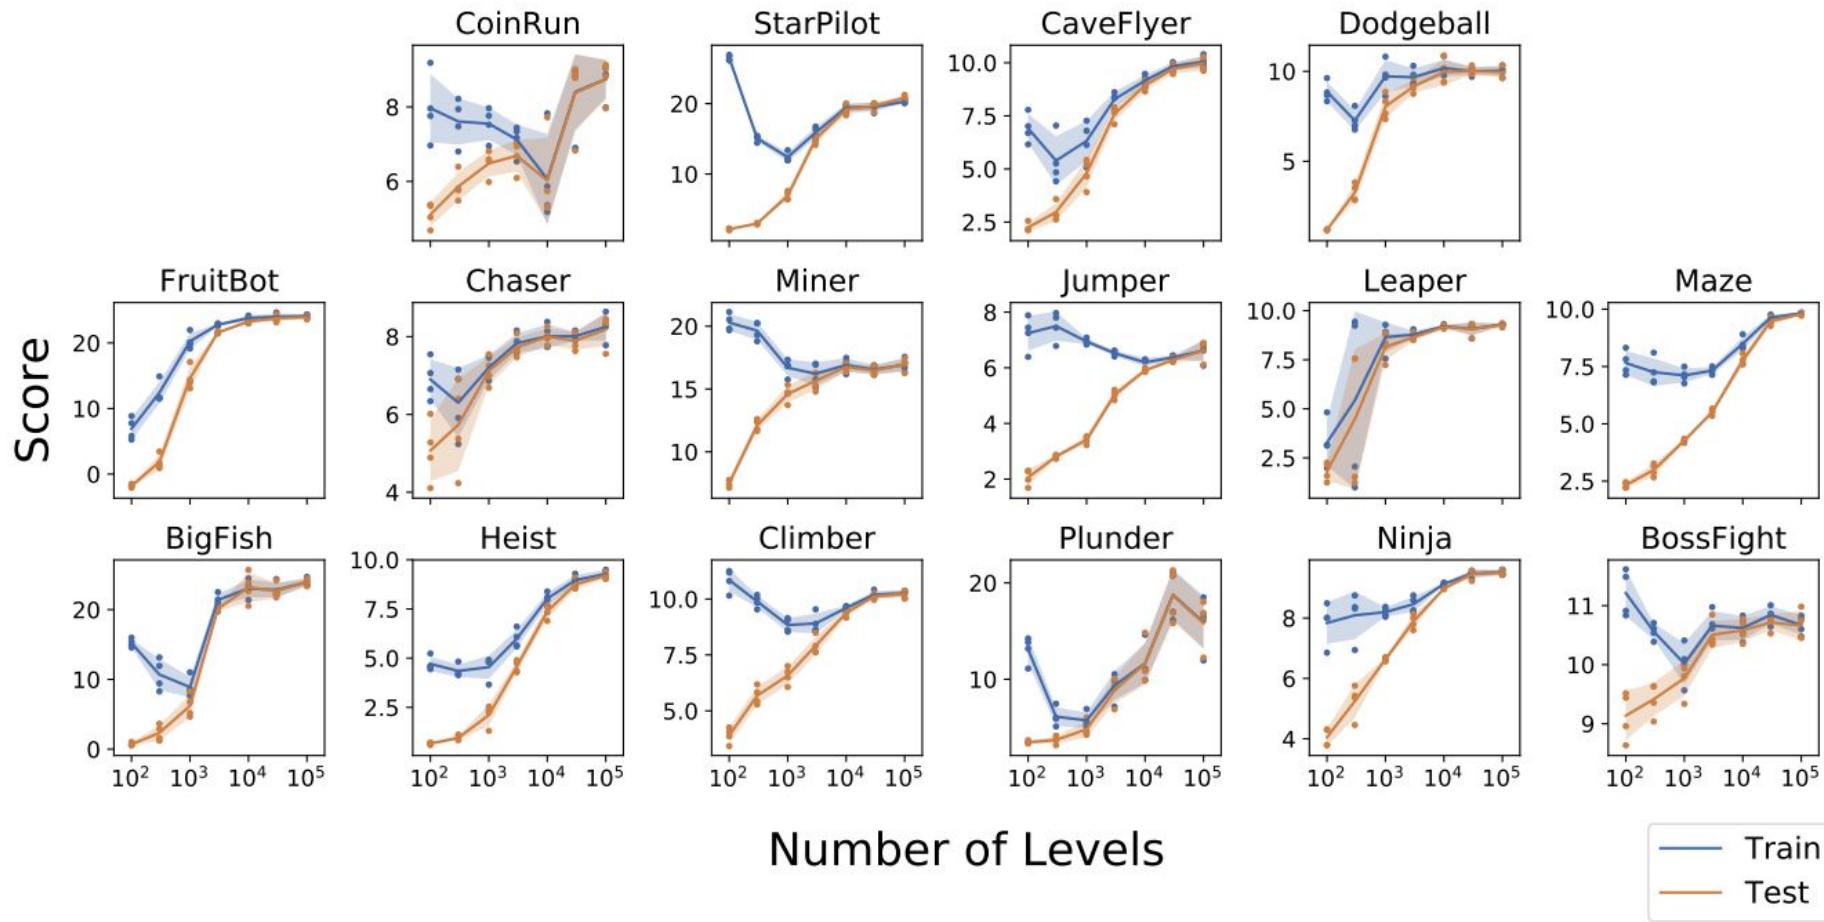 CoinRun StarPilot CaveFlyer Dodgeball
8 6
20 10
10.0 7.5 5.0 2.5
10 5
FruitBot Chaser Miner Jumper Leaper Maze
20 10 0
8 6 4
20 15 10
8 6 4 2
10.0 7.5 5.0 2.5
10.0 7.5 5.0 2.5
Score
BigFish Heist Climber Plunder Ninja BossFight
20 10 0
10.0 7.5 5.0 2.5
10.0 7.5 5.0
20 10
8 6 4
11 10 9
10² 10³ 10⁴ 10⁵ 10² 10³ 10⁴ 10⁵ 10² 10³ 10⁴ 10⁵ 10² 10³ 10⁴ 10⁵ 10² 10³ 10⁴ 10⁵ 10² 10³ 10⁴ 10⁵
Number of Levels
Train
Test